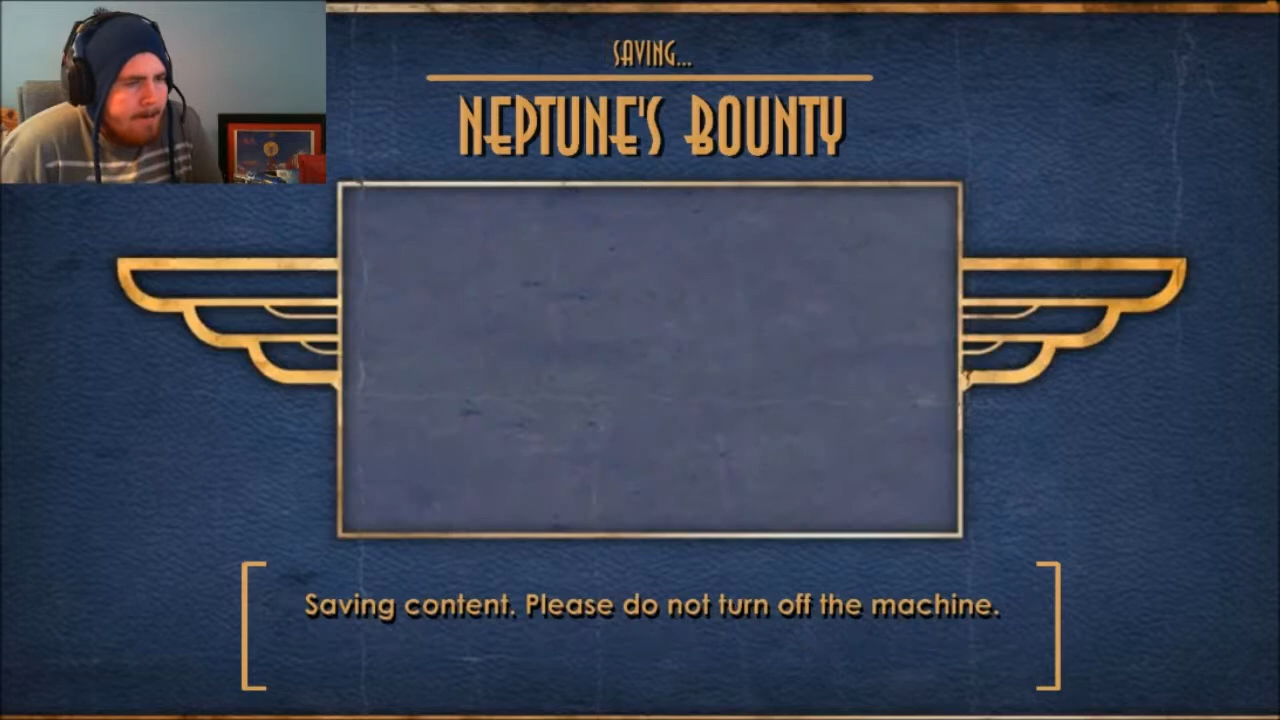 SAVING...
NEPTUNE'S BOUNTY
Saving content. Please do not turn off the machine.